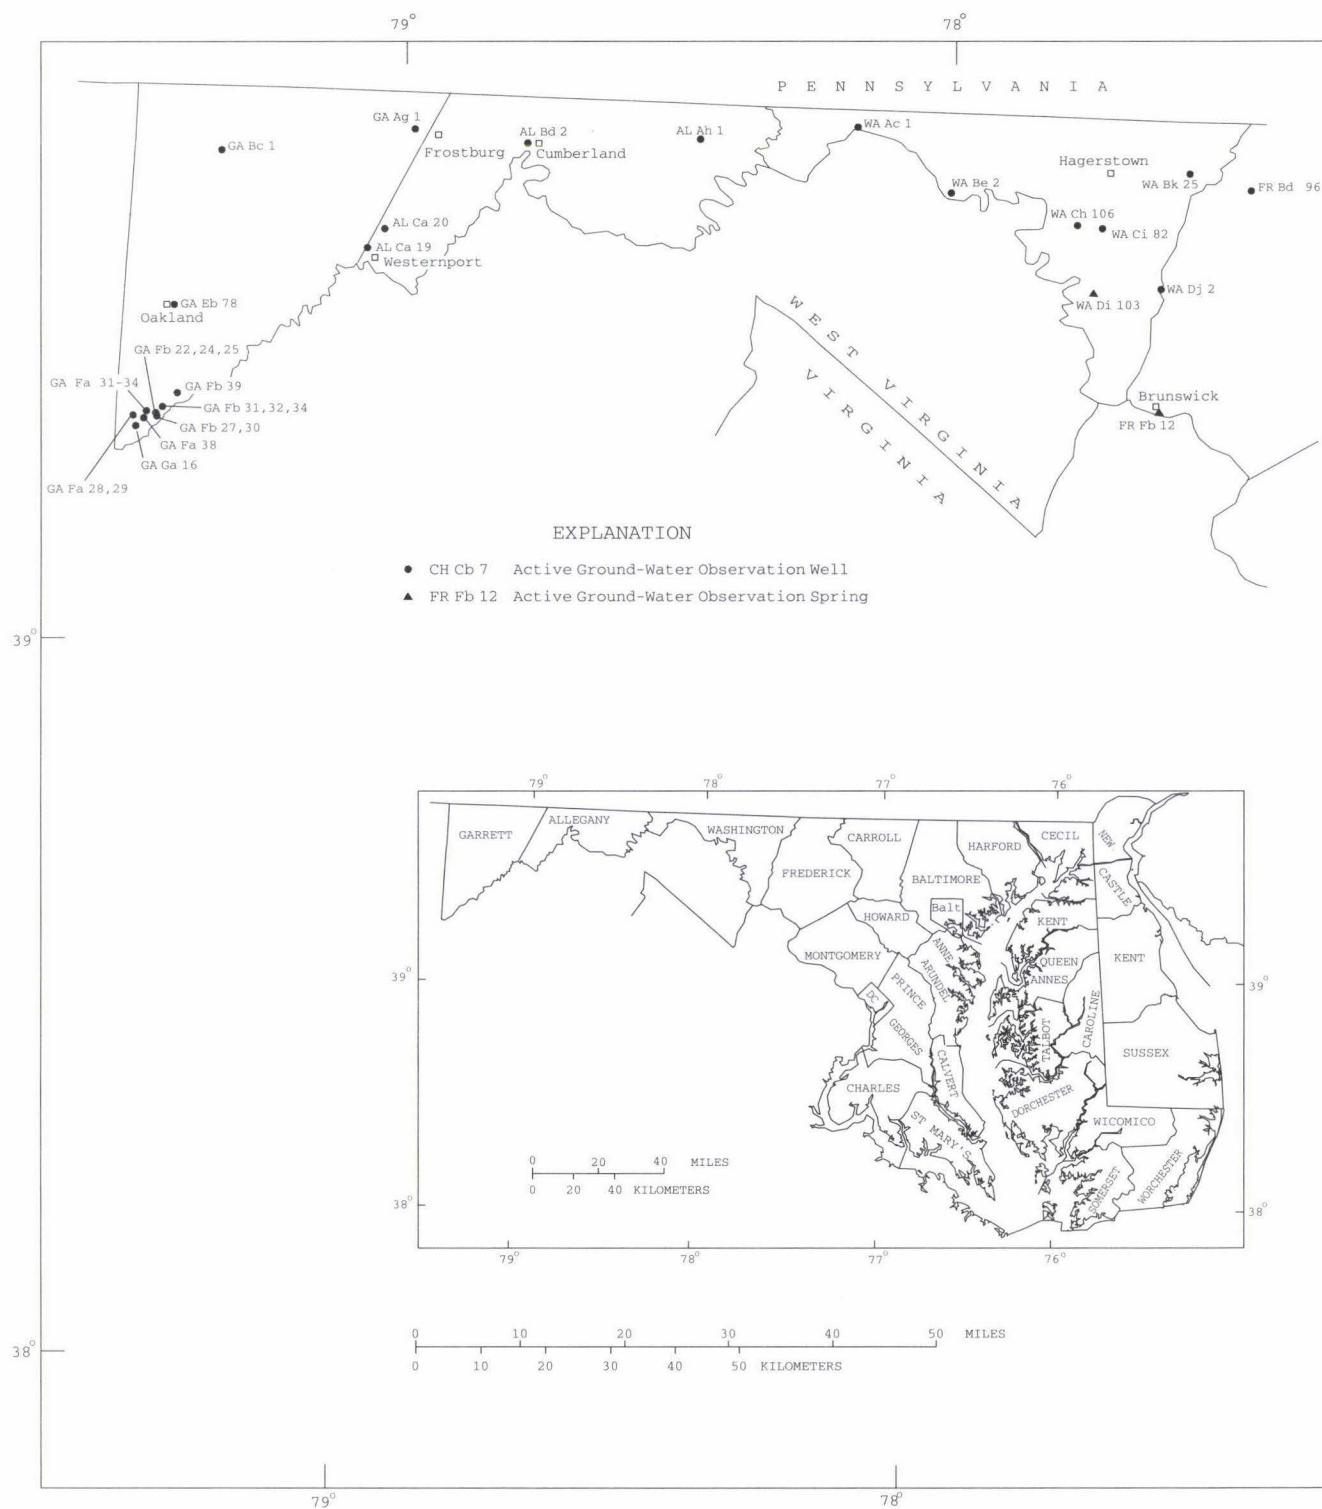 79°
78°
PENNSYLVANIA
GA Ag 1
GA Bc 1
Frostburg
AL Bd 2
Cumberland
AL Ah 1
WA Ac 1
Hagerstown
WA Be 2
WA Bk 25
FR Bd 96
WA Ch 106
WA Ci 82
AL Ca 20
AL Ca 19
Westernport
GA Eb 78
Oakland
WA Dj 2
WA Di 103
GA Fb 22,24,25
GA Fa 31-34
GA Fb 39
GA Fb 31,32,34
GA Fb 27,30
GA Fa 38
GA Ga 16
GA Fa 28,29
WEST VIRGINIA
VIRGINIA
Brunswick
FR Fb 12
EXPLANATION
CH Cb 7 Active Ground-Water Observation Well
FR Fb 12 Active Ground-Water Observation Spring
39°
79°
78°
77°
76°
GARRETT
ALLEGANY
WASHINGTON
FREDERICK
CARROLL
BALTIMORE
HARFORD
CECIL
NEW
CASTLE
Balt
HOWARD
KENT
MONTGOMERY
ANNE
ARUNDEL
QUEEN
ANNES
KENT
39°
39°
DC
PRINCE
GEORGES
CALVERT
TALBOT
CAROLINE
SUSSEX
CHARLES
DORCHESTER
ST MARY'S
WICOMICO
SOMERSET
WORCHESTER
0 20 40 MILES
0 20 40 KILOMETERS
38°
38°
79°
78°
77°
76°
0 10 20 30 40 50 MILES
0 10 20 30 40 50 KILOMETERS
38°
79°
78°